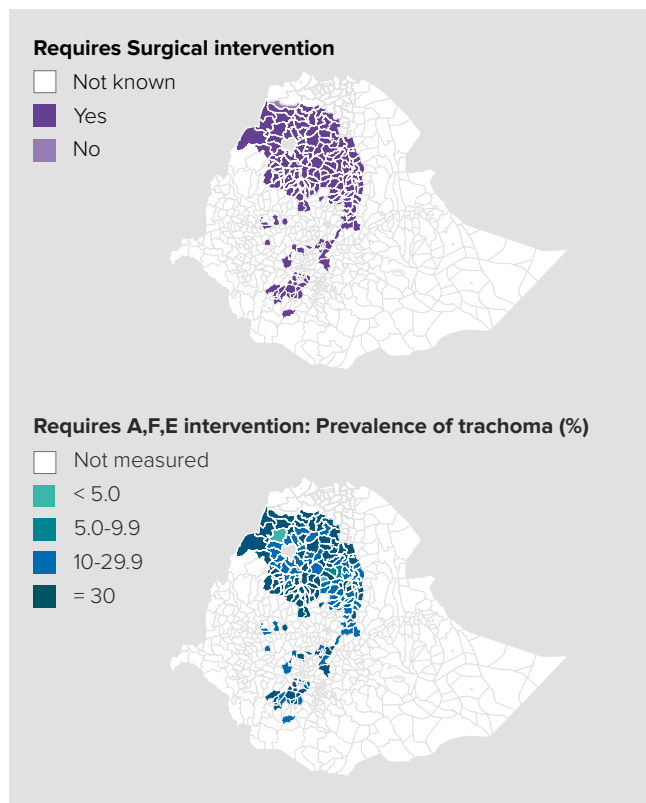 Requires Surgical intervention
Not known
Yes
No
Requires A,F,E intervention: Prevalence of trachoma (%)
Not measured
< 5.0
5.0-9.9
10-29.9
= 30